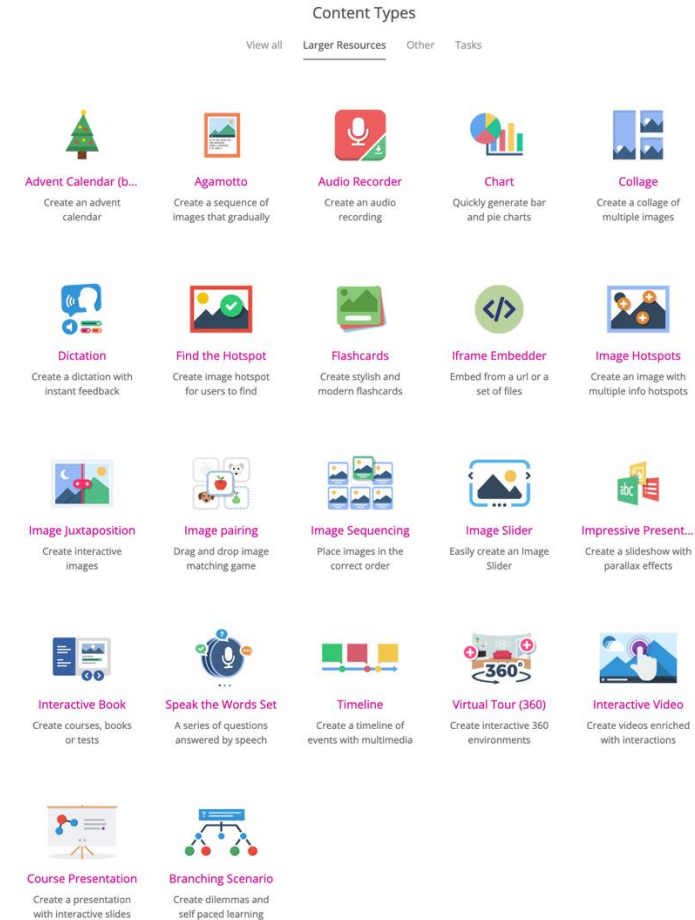 Content Types
View all Larger Resources Other Tasks
Advent Calendar (b...
Create an advent
calendar
Agamotto
Create a sequence of
images that gradually
Audio Recorder
Create an audio
recording
Chart
Quickly generate bar
and pie charts
Collage
Create a collage of
multiple images
Dictation
Create a dictation with
instant feedback
Find the Hotspot
Create image hotspot
for users to find
Flashcards
Create stylish and
modern flashcards
Iframe Embedder
Embed from a url or a
set of files
Image Hotspots
Create an image with
multiple info hotspots
Image Juxtaposition
Create interactive
images
Image pairing
Drag and drop image
matching game
Image Sequencing
Place images in the
correct order
Image Slider
Easily create an Image
Slider
abc
Impressive Present...
Create a slideshow with
parallax effects
Interactive Book
Create courses, books
or tests
Speak the Words Set
A series of questions
answered by speech
Timeline
Create a timeline of
events with multimedia
360°
Virtual Tour (360)
Create interactive 360
environments
Interactive Video
Create videos enriched
with interactions
Course Presentation
Create a presentation
with interactive slides
Branching Scenario
Create dilemmas and
self paced learning